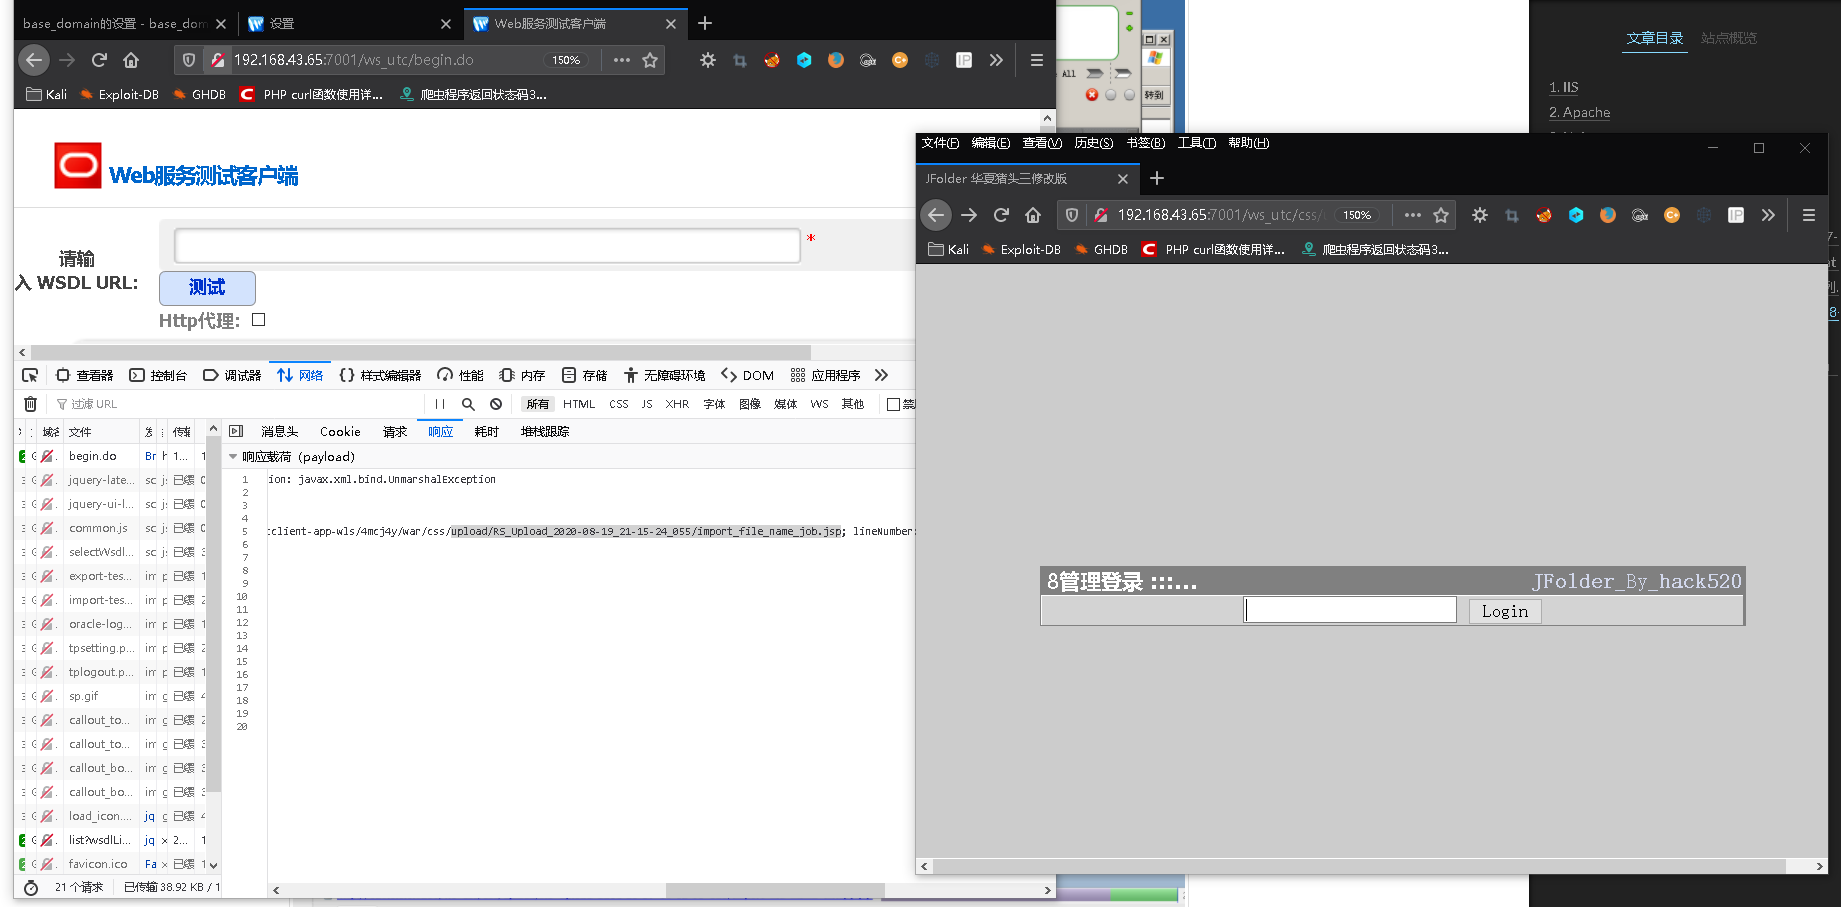 base_domain的设置 - base_dom
设置
Web服务测试客户端
192.168.43.65:7001/ws_utc/begin.do
150%
Kali
Exploit-DB
GHDB
PHP curl函数使用详...
爬虫程序返回状态码3...
Web服务测试客户端
请输
入 WSDL URL:
*
测试
Http代理:
查看器
控制台
调试器
网络
样式编辑器
性能
内存
存储
无障碍环境
DOM
应用程序
过滤 URL
所有
HTML
CSS
JS
XHR
字体
图像
媒体
WS
其他
域名
文件
传输
消息头
Cookie
请求
响应
耗时
堆栈跟踪
响应载荷 (payload)
begin.do
jquery-late...
jquery-ui-l...
common.js
selectWsdl...
export-tes...
import-tes...
oracle-log...
tpsetting.p...
tplogout.p...
sp.gif
callout_to...
callout_to...
callout_bo...
callout_bo...
load_icon....
list?wsdlLi...
favicon.ico
1
ion: javax.xml.bind.UnmarshalException
2
3
4
5
:client-app-wls/4mcj4y/war/css/upload/RS_Upload_2020-08-19_21-15-24_055/import_file_name_job.jsp; lineNumber:
6
7
8
9
10
11
12
13
14
15
16
17
18
19
20
21 个请求
已传输 38.92 KB / 1
All
转到
文件(F)
编辑(E)
查看(V)
历史(S)
书签(B)
工具(T)
帮助(H)
JFolder 华夏猪头三修改版
192.168.43.65:7001/ws_utc/css/
150%
Kali
Exploit-DB
GHDB
PHP curl函数使用详...
爬虫程序返回状态码3...
8管理登录 :::...
JFolder_By_hack520
Login
文章目录
站点概览
1. IIS
2. Apache